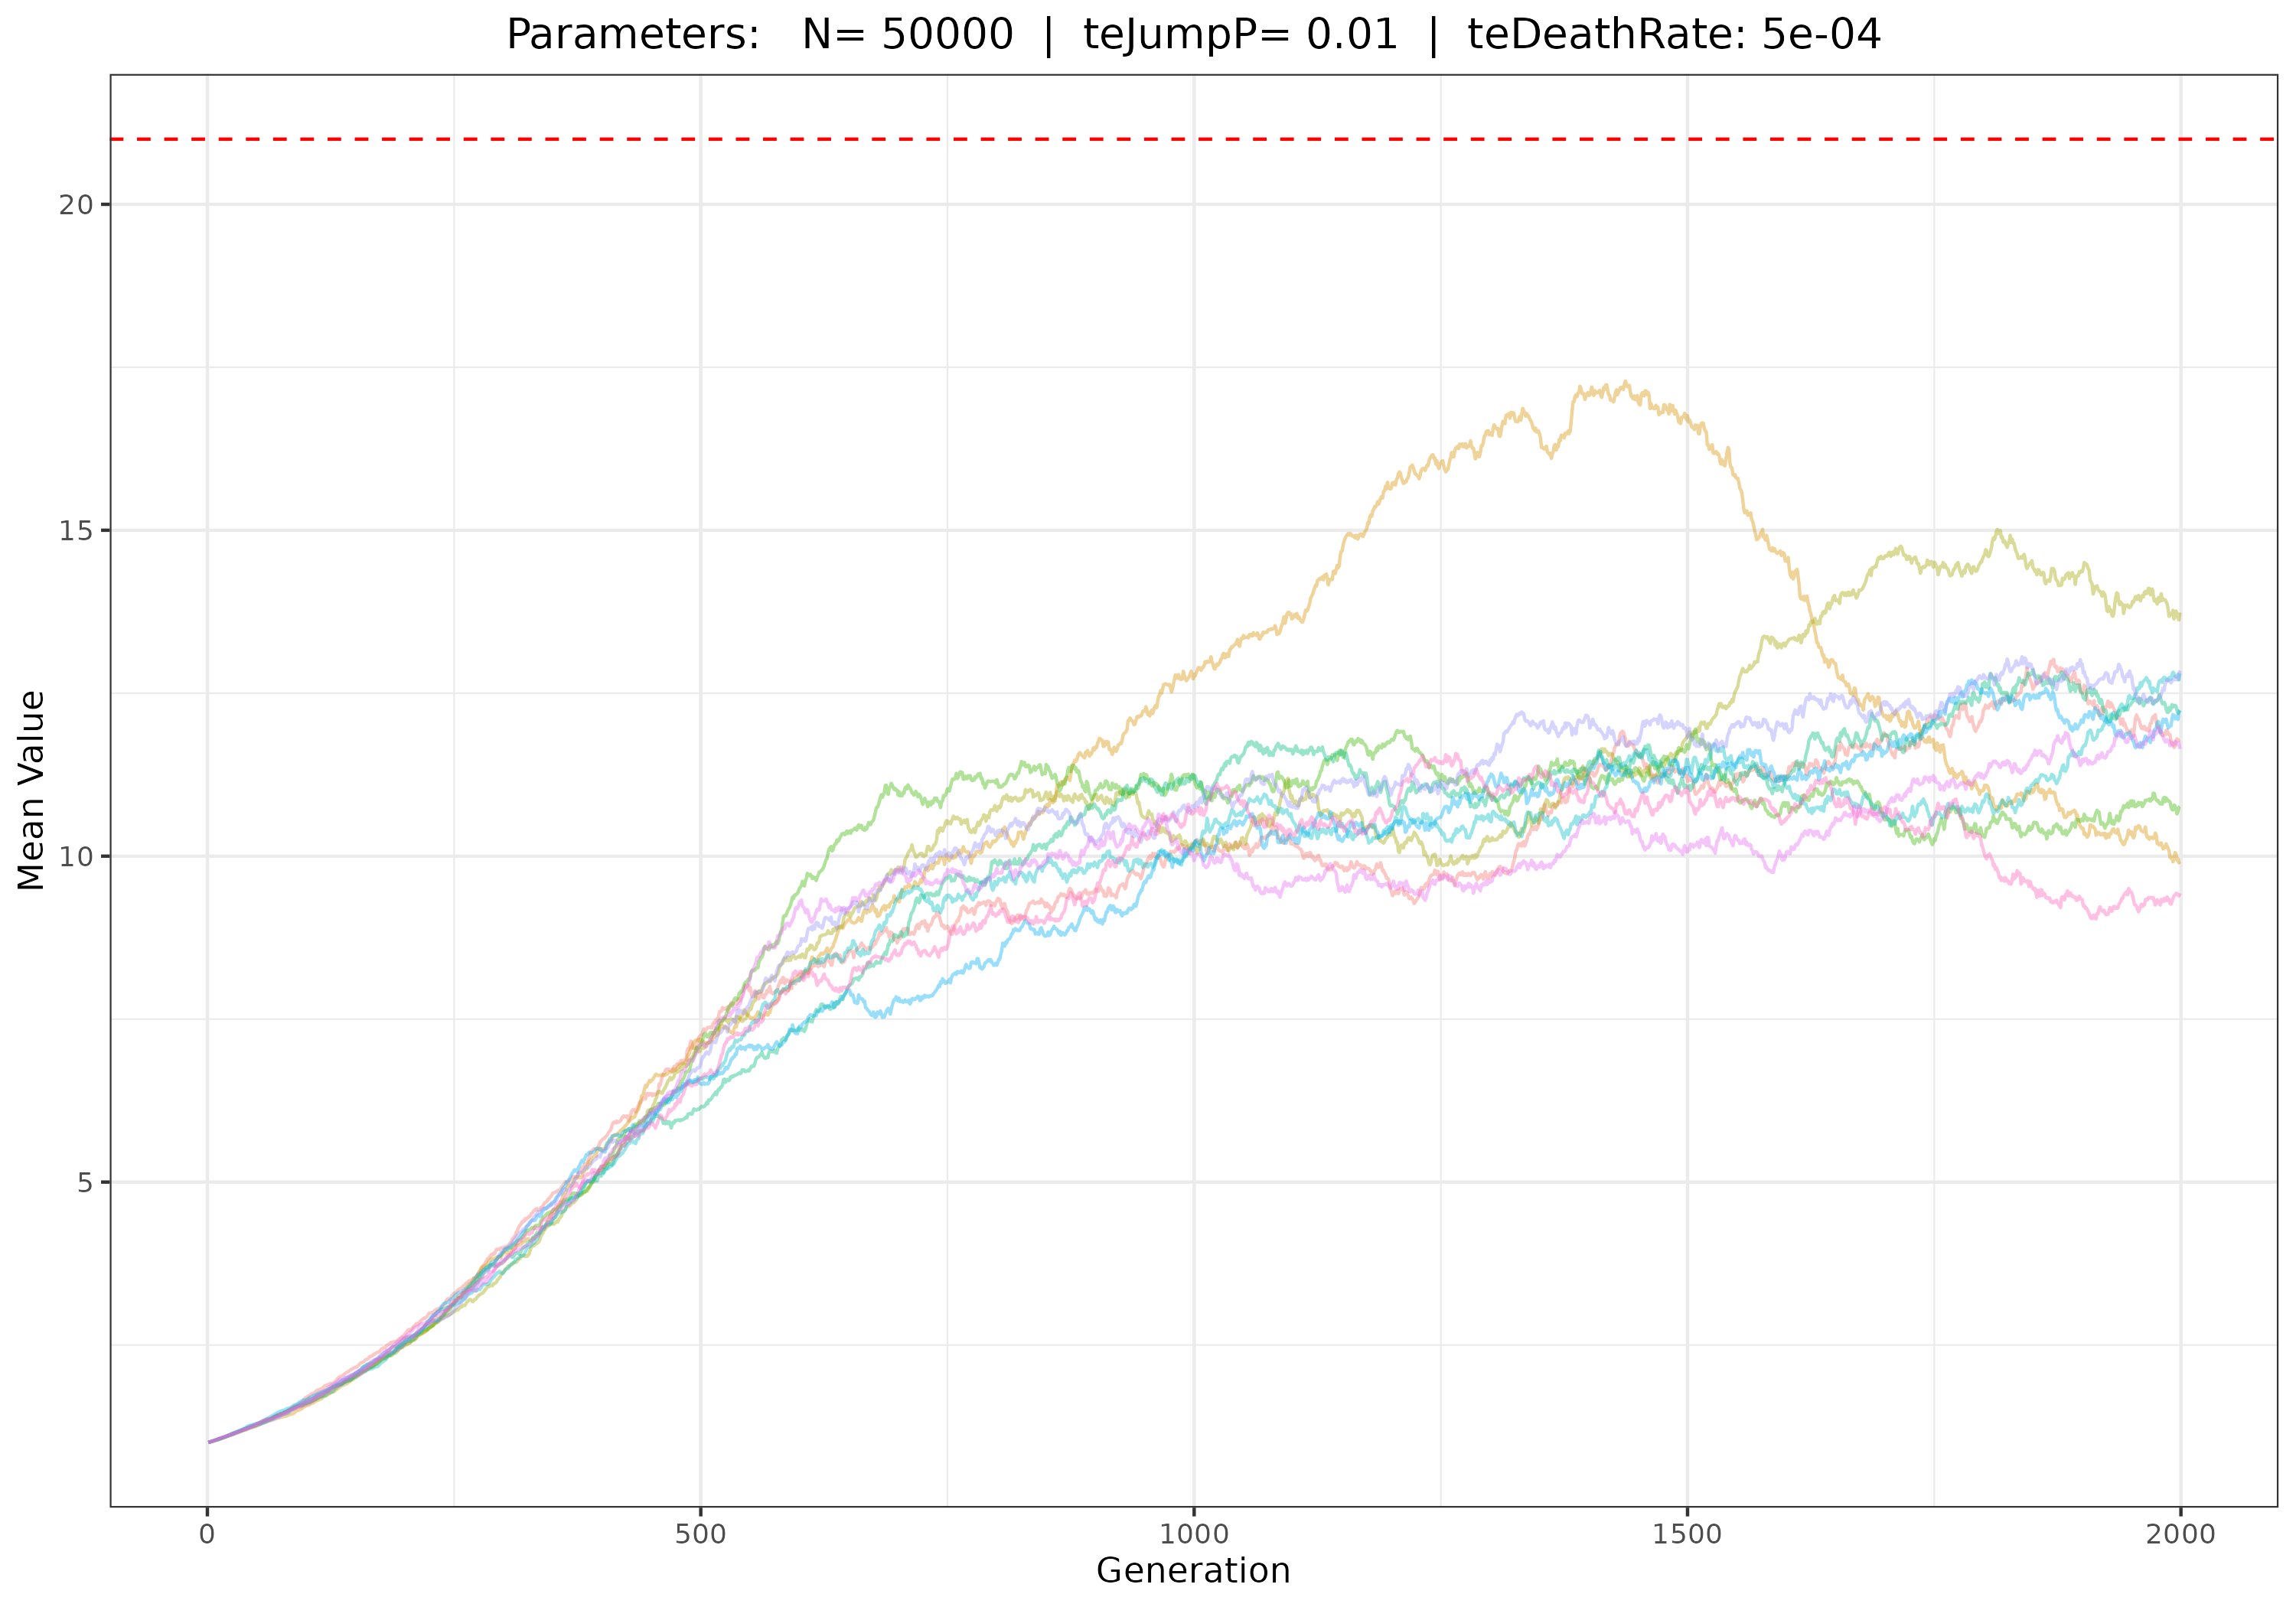 Parameters:   N= 50000  |  teJumpP= 0.01  |  teDeathRate: 5e-04
20
15
10
5
Mean Value
0 500 1000 1500 2000
Generation